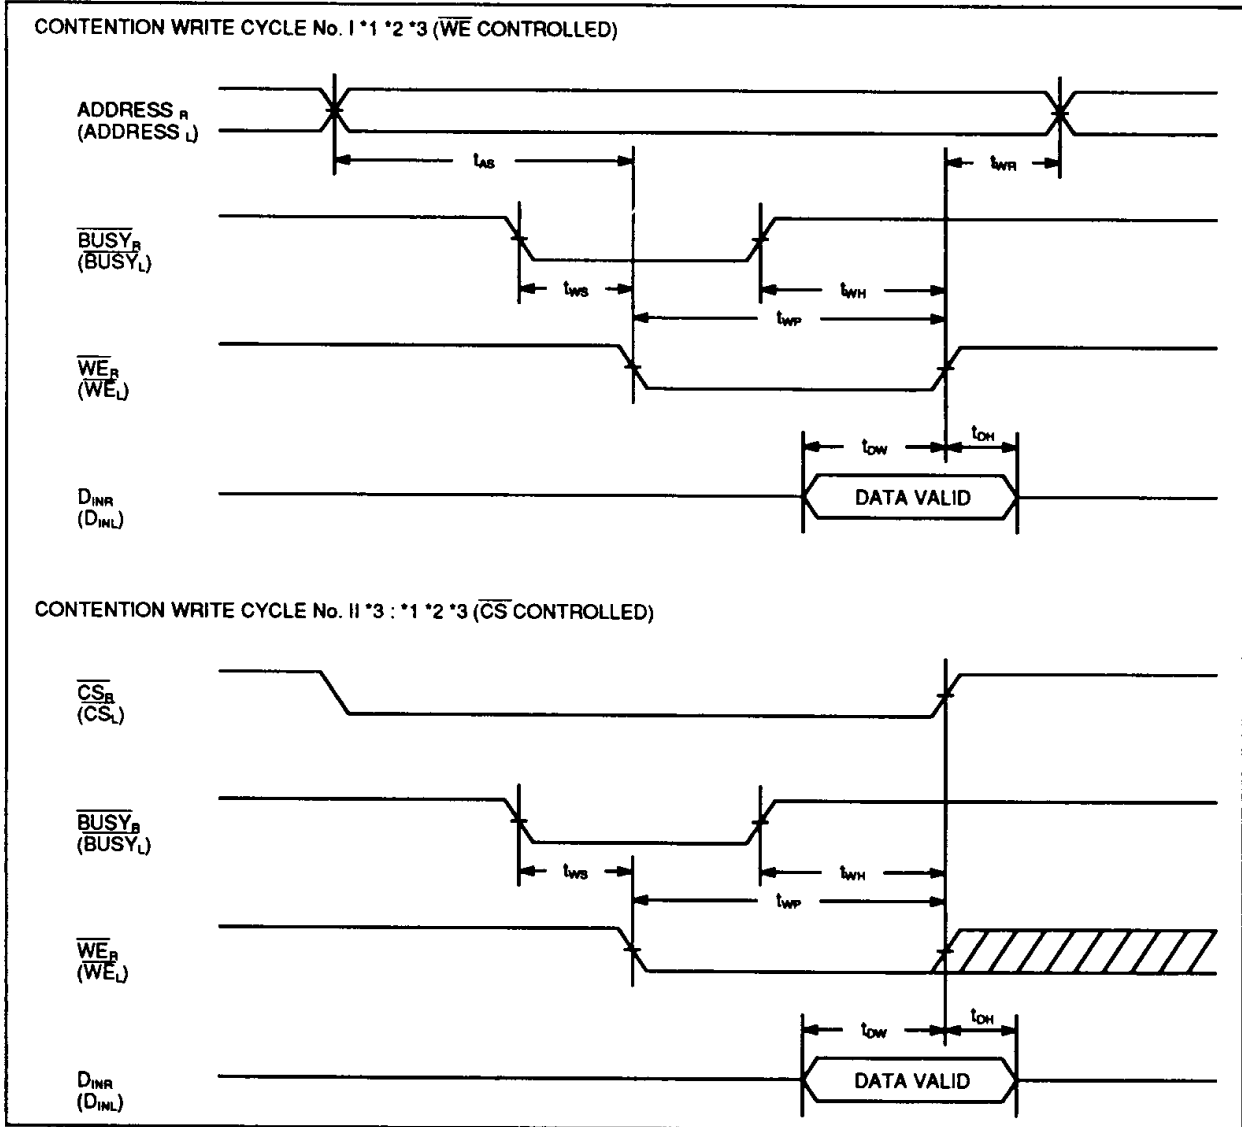 CONTENTION WRITE CYCLE No. I *1 *2 *3 (WE CONTROLLED)
ADDRESS R
(ADDRESS L)
tAS
tWR
BUSYR
(BUSYL)
tWS
tWH
tWP
WER
(WEL)
tDW
tDH
DINR
(DINL)
DATA VALID
CONTENTION WRITE CYCLE No. II *3 : *1 *2 *3 (CS CONTROLLED)
CSR
(CSL)
BUSYR
(BUSYL)
tWS
tWH
tWP
WER
(WEL)
tDW
tDH
DINR
(DINL)
DATA VALID